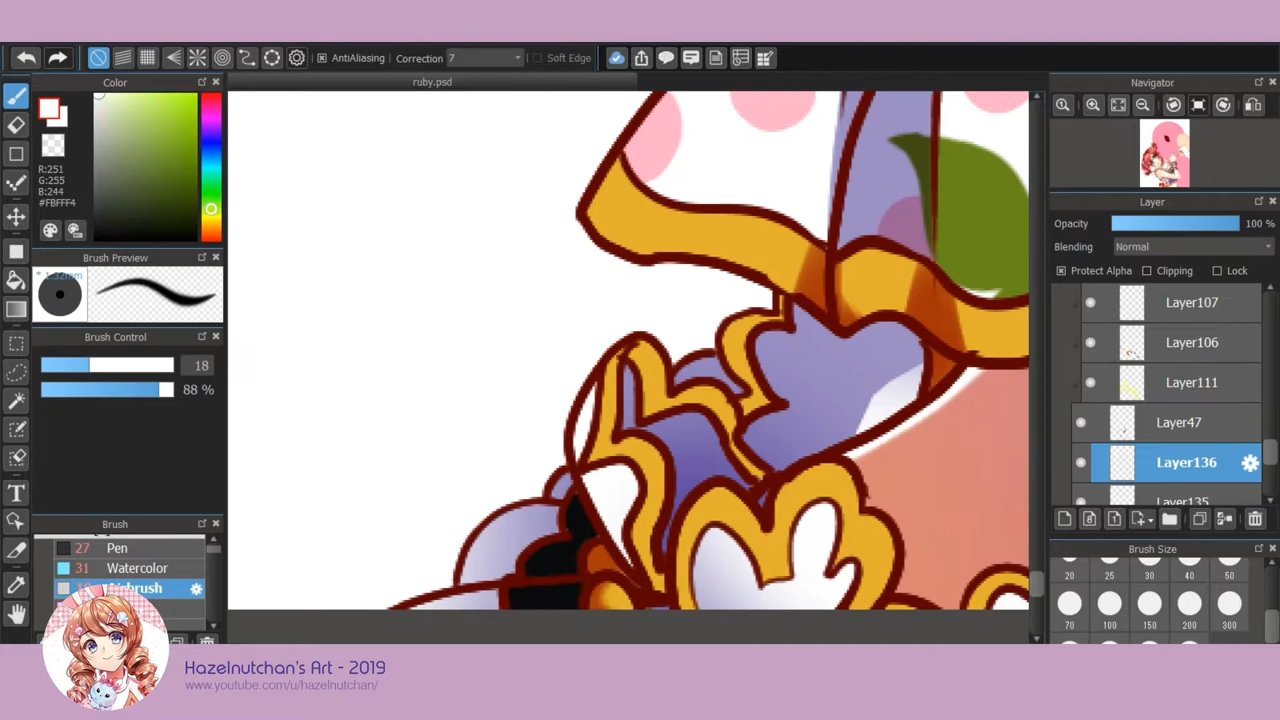 AntiAliasing
Correction
7
Soft Edge
Color
ruby.psd
Navigator
R:251
G:255
B:244
#FBFFF4
Layer
Opacity
100 %
Blending
Normal
Protect Alpha
Clipping
Lock
Brush Preview
Layer107
Brush Control
18
88 %
Layer106
Layer111
Layer47
Layer136
Layer135
Brush
27 Pen
31 Watercolor
Brush Size
20 25 30 40 50
70 100 150 200 300
Hazelnutchan's Art - 2019
www.youtube.com/u/hazelnutchan/